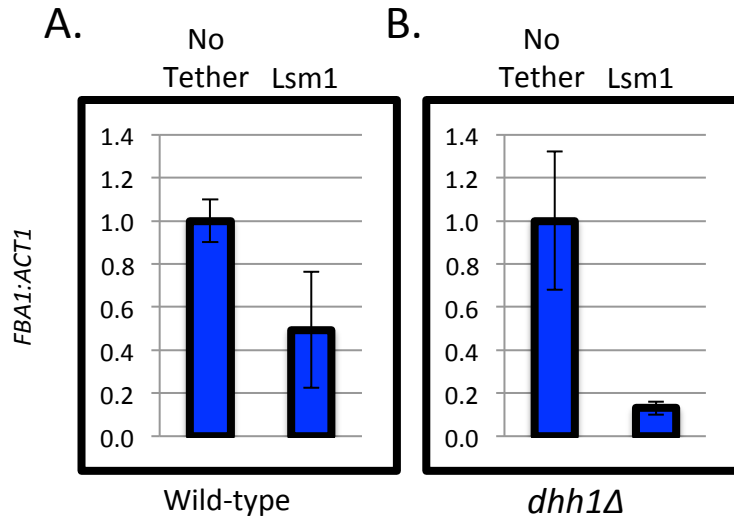 A.
No
Tether Lsm1
B.
No
Tether Lsm1
FBA1:ACT1
1.4
1.2
1.0
0.8
0.6
0.4
0.2
0.0
1.4
1.2
1.0
0.8
0.6
0.4
0.2
0.0
Wild-type
dhh1Δ